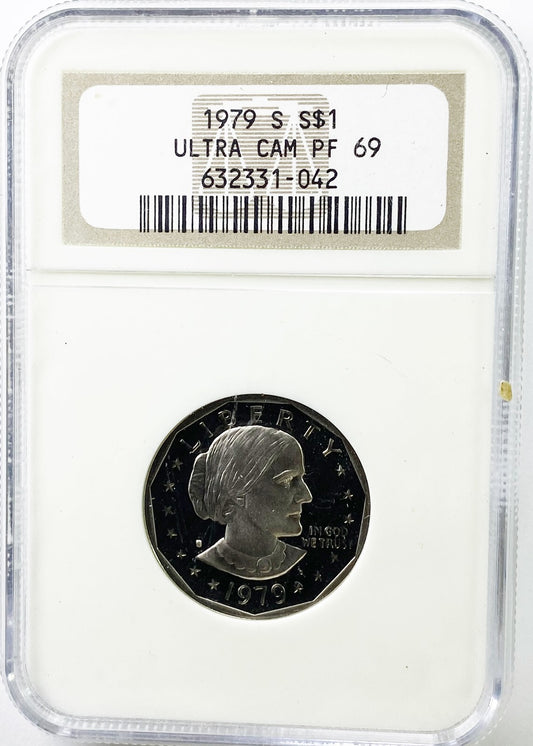 1979 S S$1
ULTRA CAM PF 69
632331-042
LIBERTY
IN GOD
WE TRUST
1979